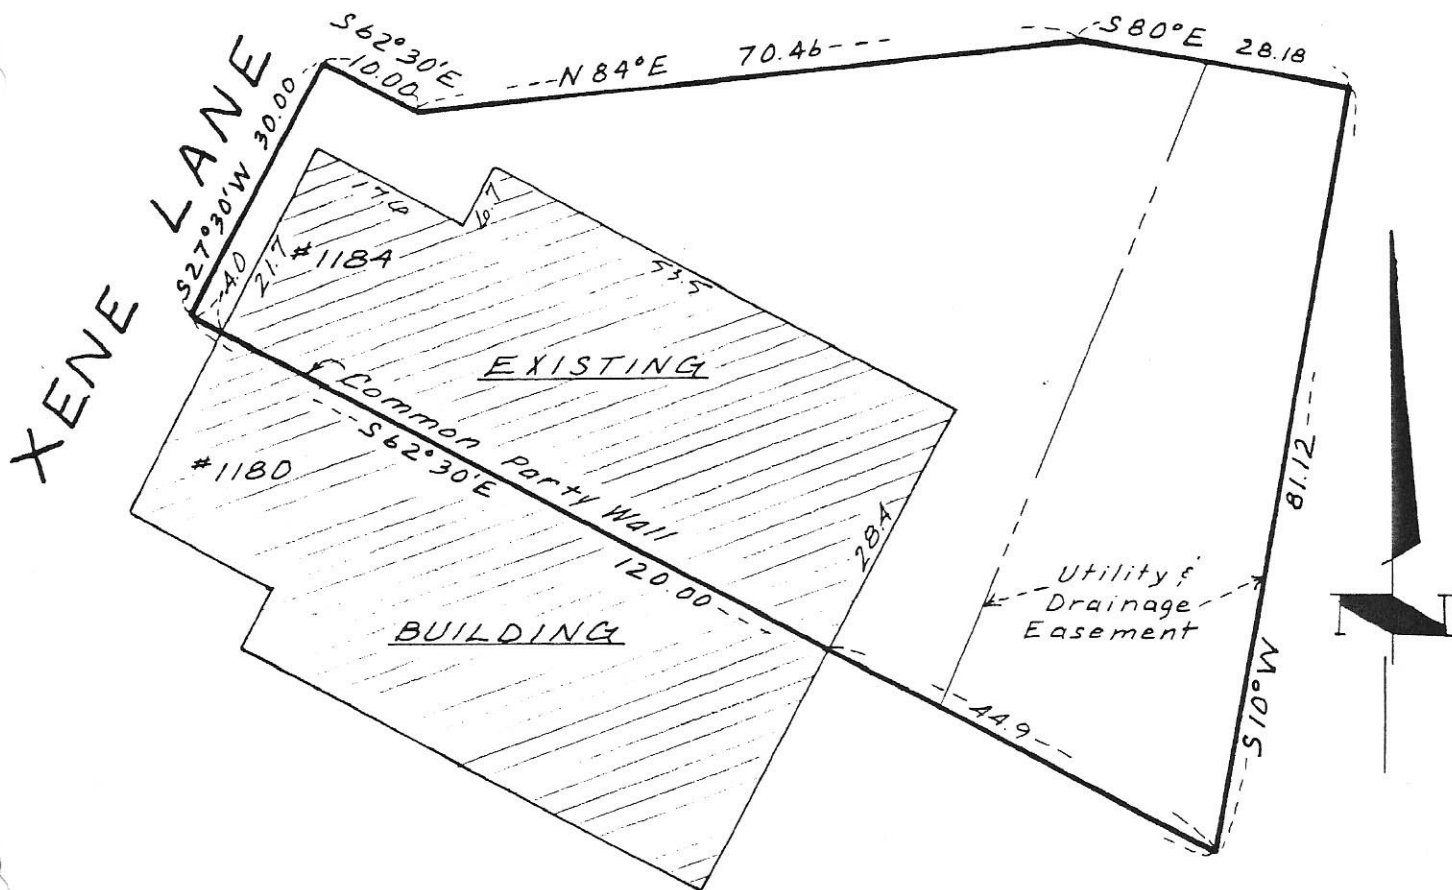 S62°30'E
10.00
N84°E 70.46
S80°E 28.18
XENE LANE
S27°30'W 30.00
4.0
21.7
17.6
6.7
53.5
#1184
EXISTING
Common Party Wall
S62°30'E
120.00
#1180
BUILDING
28.4
44.9
Utility &
Drainage
Easement
81.12
S10°W